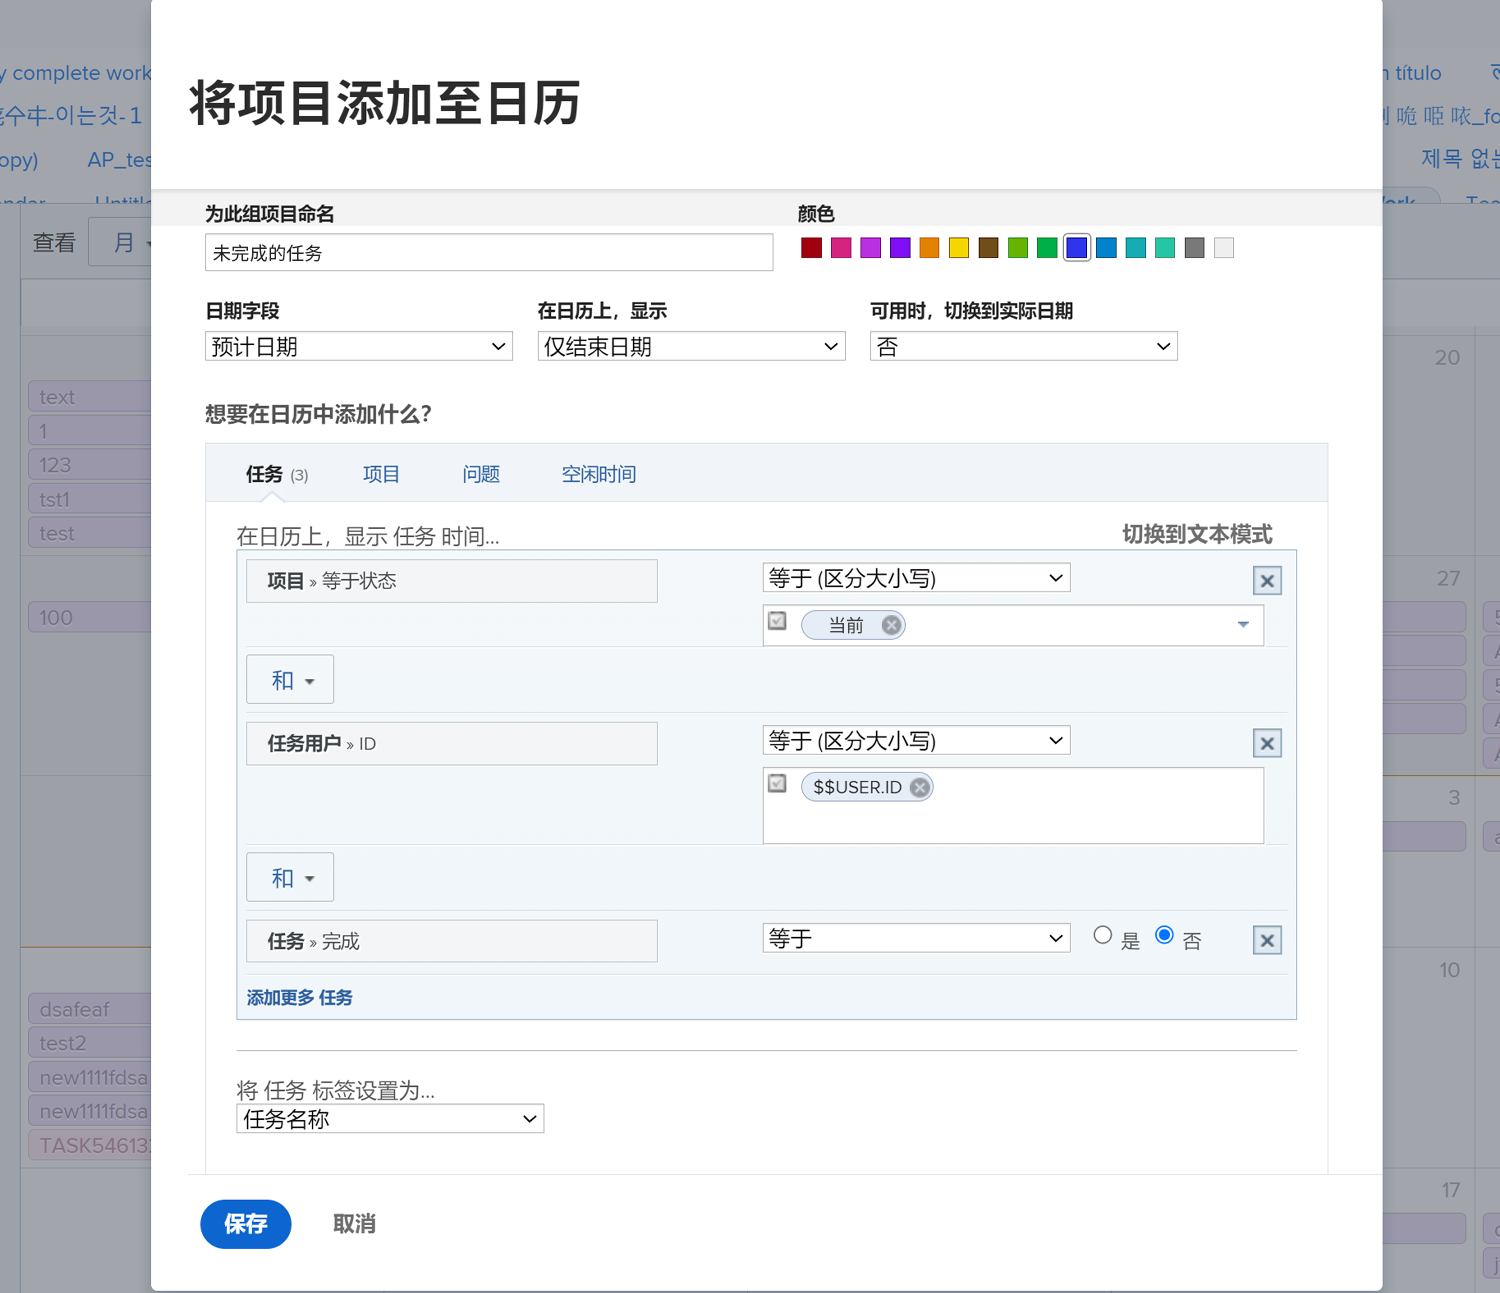 将项目添加至日历
y complete work
-이는것-1
opy)
AP_tes
查看
月
text
1
123
tst1
test
100
dsafeaf
test2
new1111fdsa
new1111fdsa
TASK54613
为此组项目命名
颜色
未完成的任务
日期字段
在日历上，显示
可用时，切换到实际日期
预计日期
仅结束日期
否
想要在日历中添加什么？
任务 (3)
项目
问题
空闲时间
在日历上，显示 任务 时间...
切换到文本模式
项目 » 等于状态
等于 (区分大小写)
当前
和
任务用户 » ID
等于 (区分大小写)
$$USER.ID
和
任务 » 完成
等于
是
否
添加更多 任务
将 任务 标签设置为...
任务名称
保存
取消
título
제목 없는
20
27
3
10
17